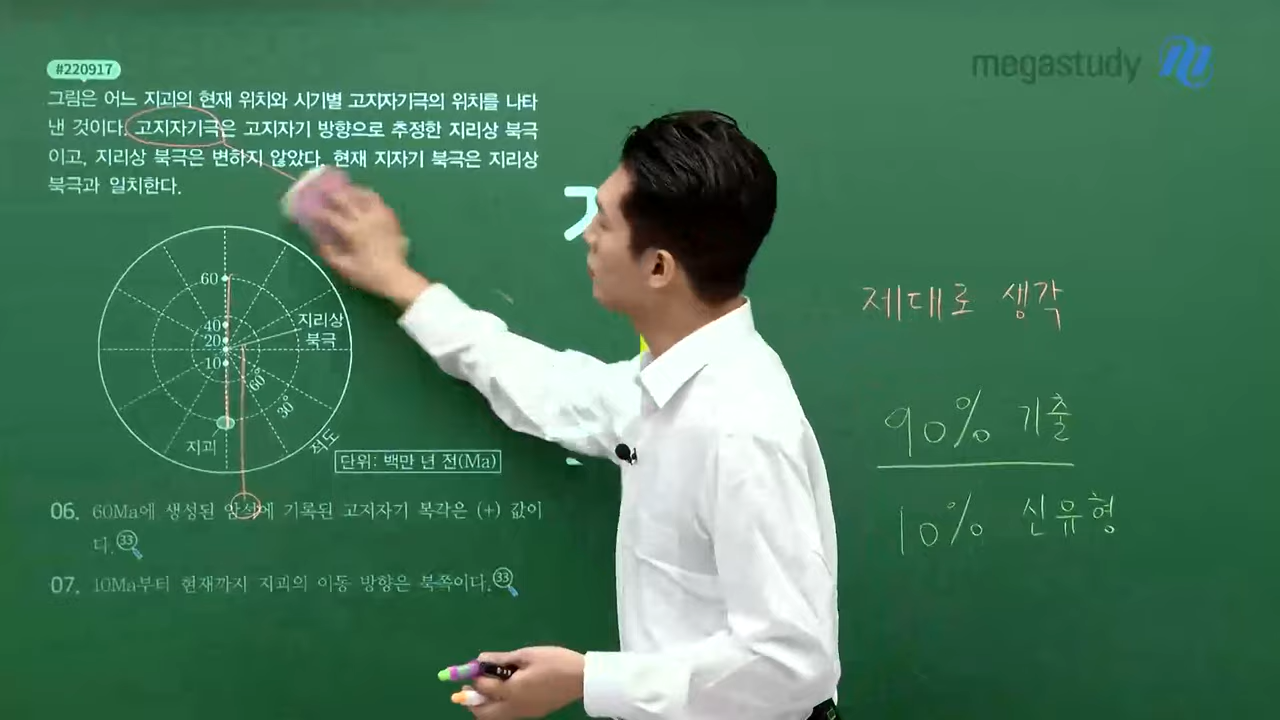 #220917
megastudy
그림은 어느 지괴의 현재 위치와 시기별 고지자기극의 위치를 나타
낸 것이다. 고지자기극은 고지자기 방향으로 추정한 지리상 북극
이고, 지리상 북극은 변하지 않았다. 현재 지자기 북극은 지리상
북극과 일치한다.
60
40
20
10
지리상
북극
60°
30°
적도
지괴
단위: 백만 년 전(Ma)
06. 60Ma에 생성된 암석에 기록된 고지자기 복각은 (+) 값이
다. 33
07. 10Ma부터 현재까지 지괴의 이동 방향은 북쪽이다. 33
제대로 생각
90% 기출
10% 신유형